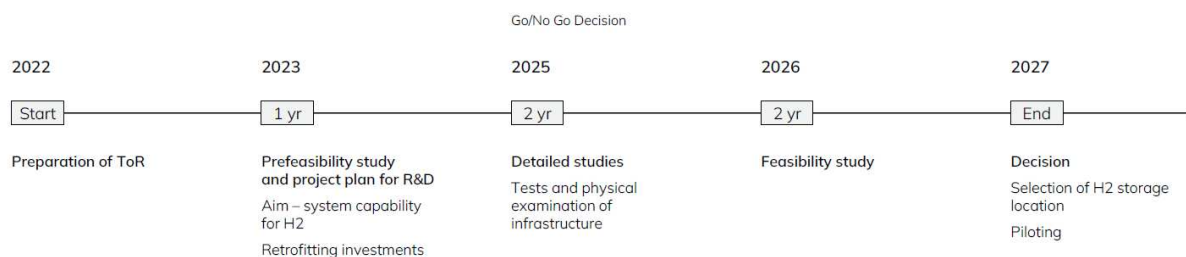 Go/No Go Decision
2022
2023
2025
2026
2027
Start
1 yr
2 yr
2 yr
End
Preparation of ToR
Prefeasibility study
and project plan for R&D
Aim – system capability
for H2
Retrofitting investments
Detailed studies
Tests and physical
examination of
infrastructure
Feasibility study
Decision
Selection of H2 storage
location
Piloting